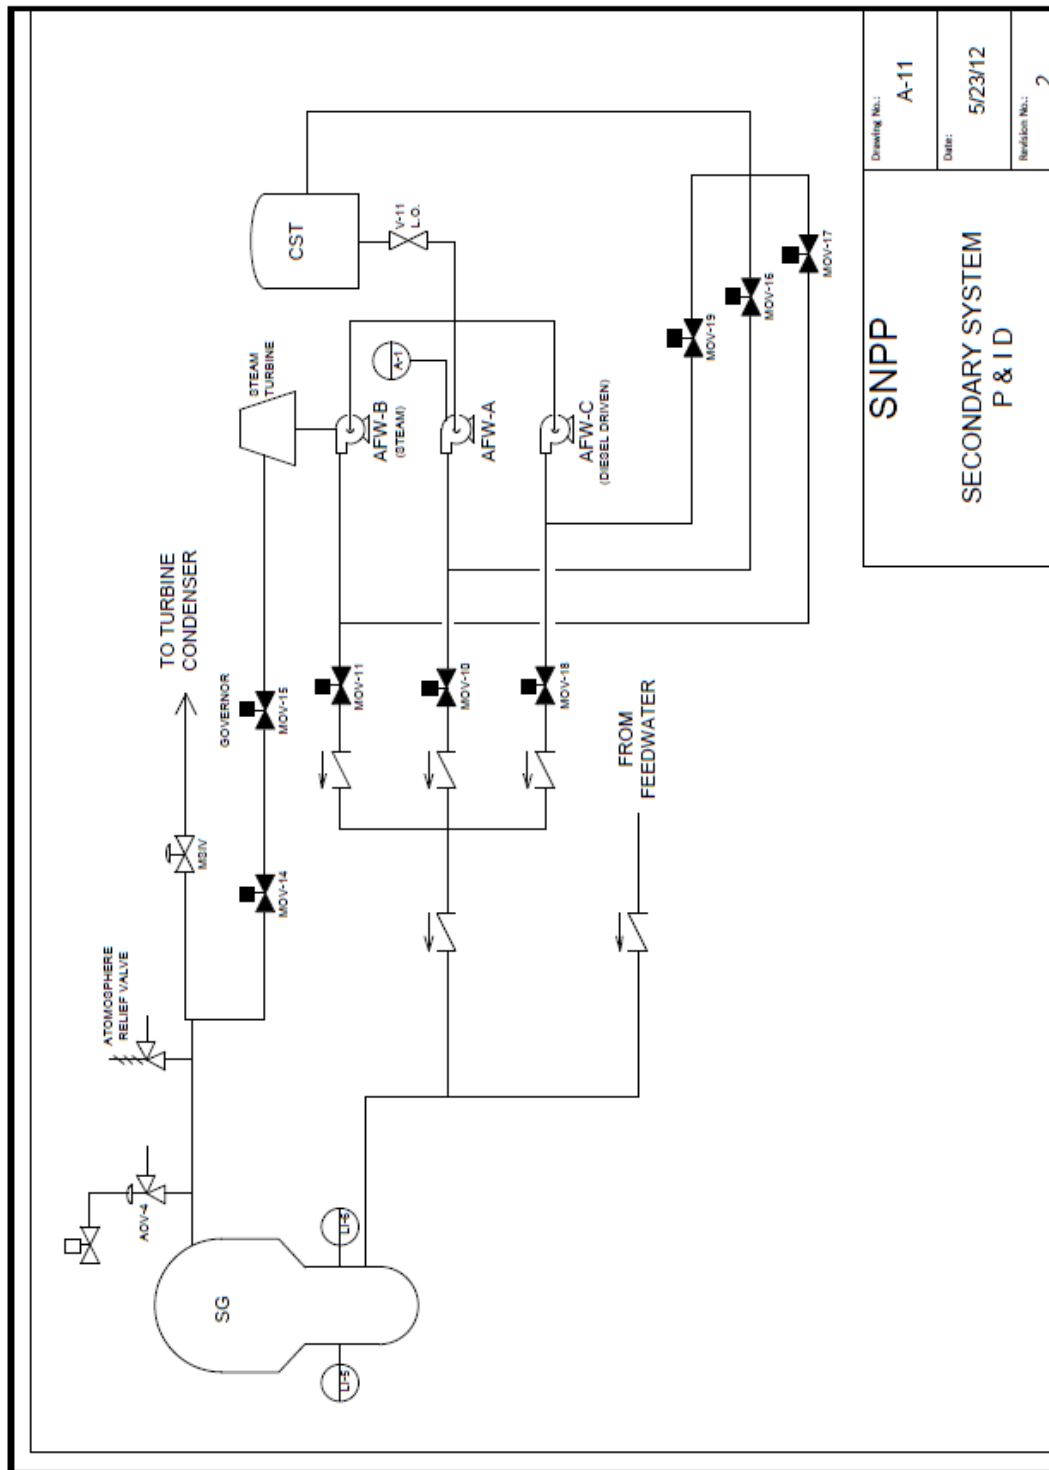 SG
LI-5
LI-6
AOV-4
ATOMOSPHERE
RELIEF VALVE
MSIV
TO TURBINE
CONDENSER
MOV-14
GOVERNOR
MOV-15
STEAM
TURBINE
CST
V-11
L.O.
A-1
AFW-B
(STEAM)
AFW-A
AFW-C
(DIESEL DRIVEN)
MOV-11
MOV-10
MOV-18
FROM
FEEDWATER
MOV-19
MOV-16
MOV-17
SNPP
SECONDARY SYSTEM
P & I D
Drawing No.:
A-11
Date:
5/23/12
Revision No.:
2